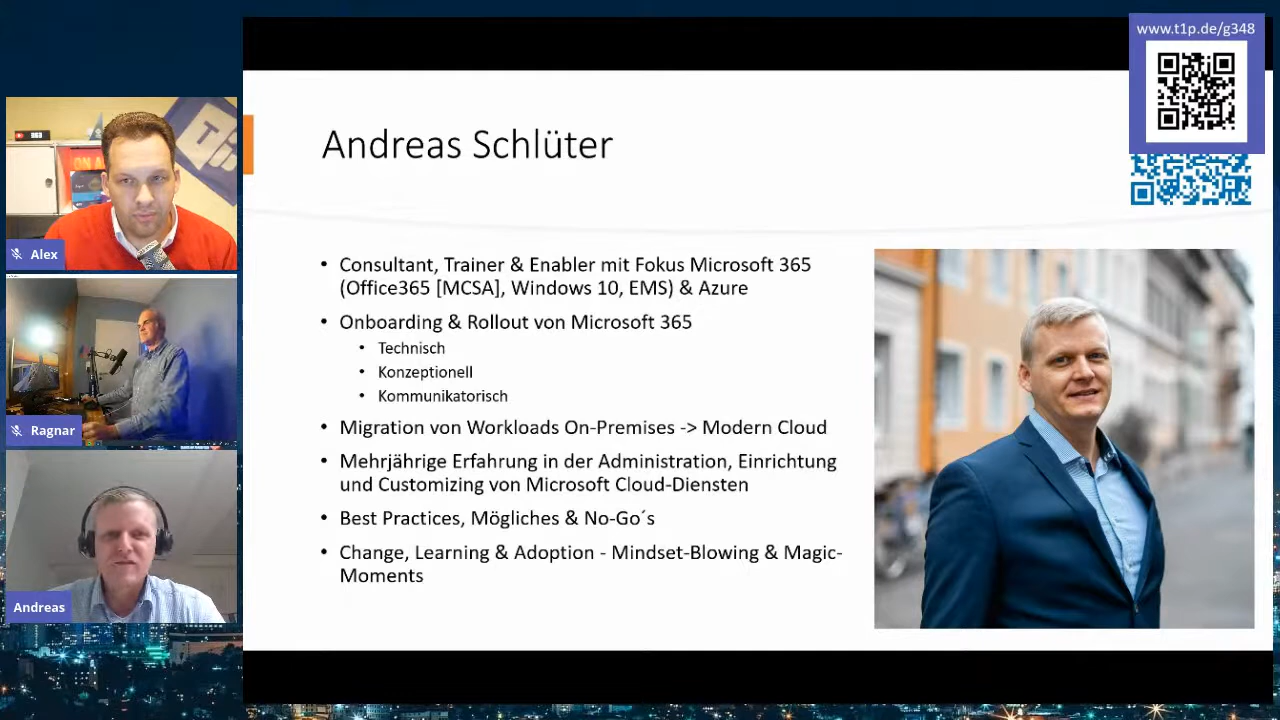 www.t1p.de/g348
Andreas Schlüter
• Consultant, Trainer & Enabler mit Fokus Microsoft 365
(Office365 [MCSA], Windows 10, EMS) & Azure
• Onboarding & Rollout von Microsoft 365
• Technisch
• Konzeptionell
• Kommunikatorisch
• Migration von Workloads On-Premises -> Modern Cloud
• Mehrjährige Erfahrung in der Administration, Einrichtung
und Customizing von Microsoft Cloud-Diensten
• Best Practices, Mögliches & No-Go´s
• Change, Learning & Adoption - Mindset-Blowing & Magic-
Moments
ON A
Alex
Ragnar
Andreas